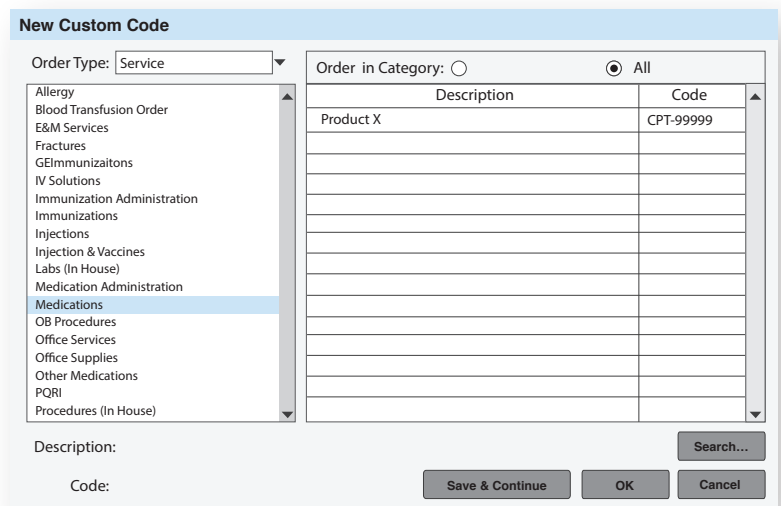 New Custom Code
Order Type: Service
Order in Category: All
Allergy
Blood Transfusion Order
E&M Services
Fractures
GEImmunizaitons
IV Solutions
Immunization Administration
Immunizations
Injections
Injection & Vaccines
Labs (In House)
Medication Administration
Medications
OB Procedures
Office Services
Office Supplies
Other Medications
PQRI
Procedures (In House)
Description Code
Product X CPT-99999
Description:
Search...
Code:
Save & Continue OK Cancel